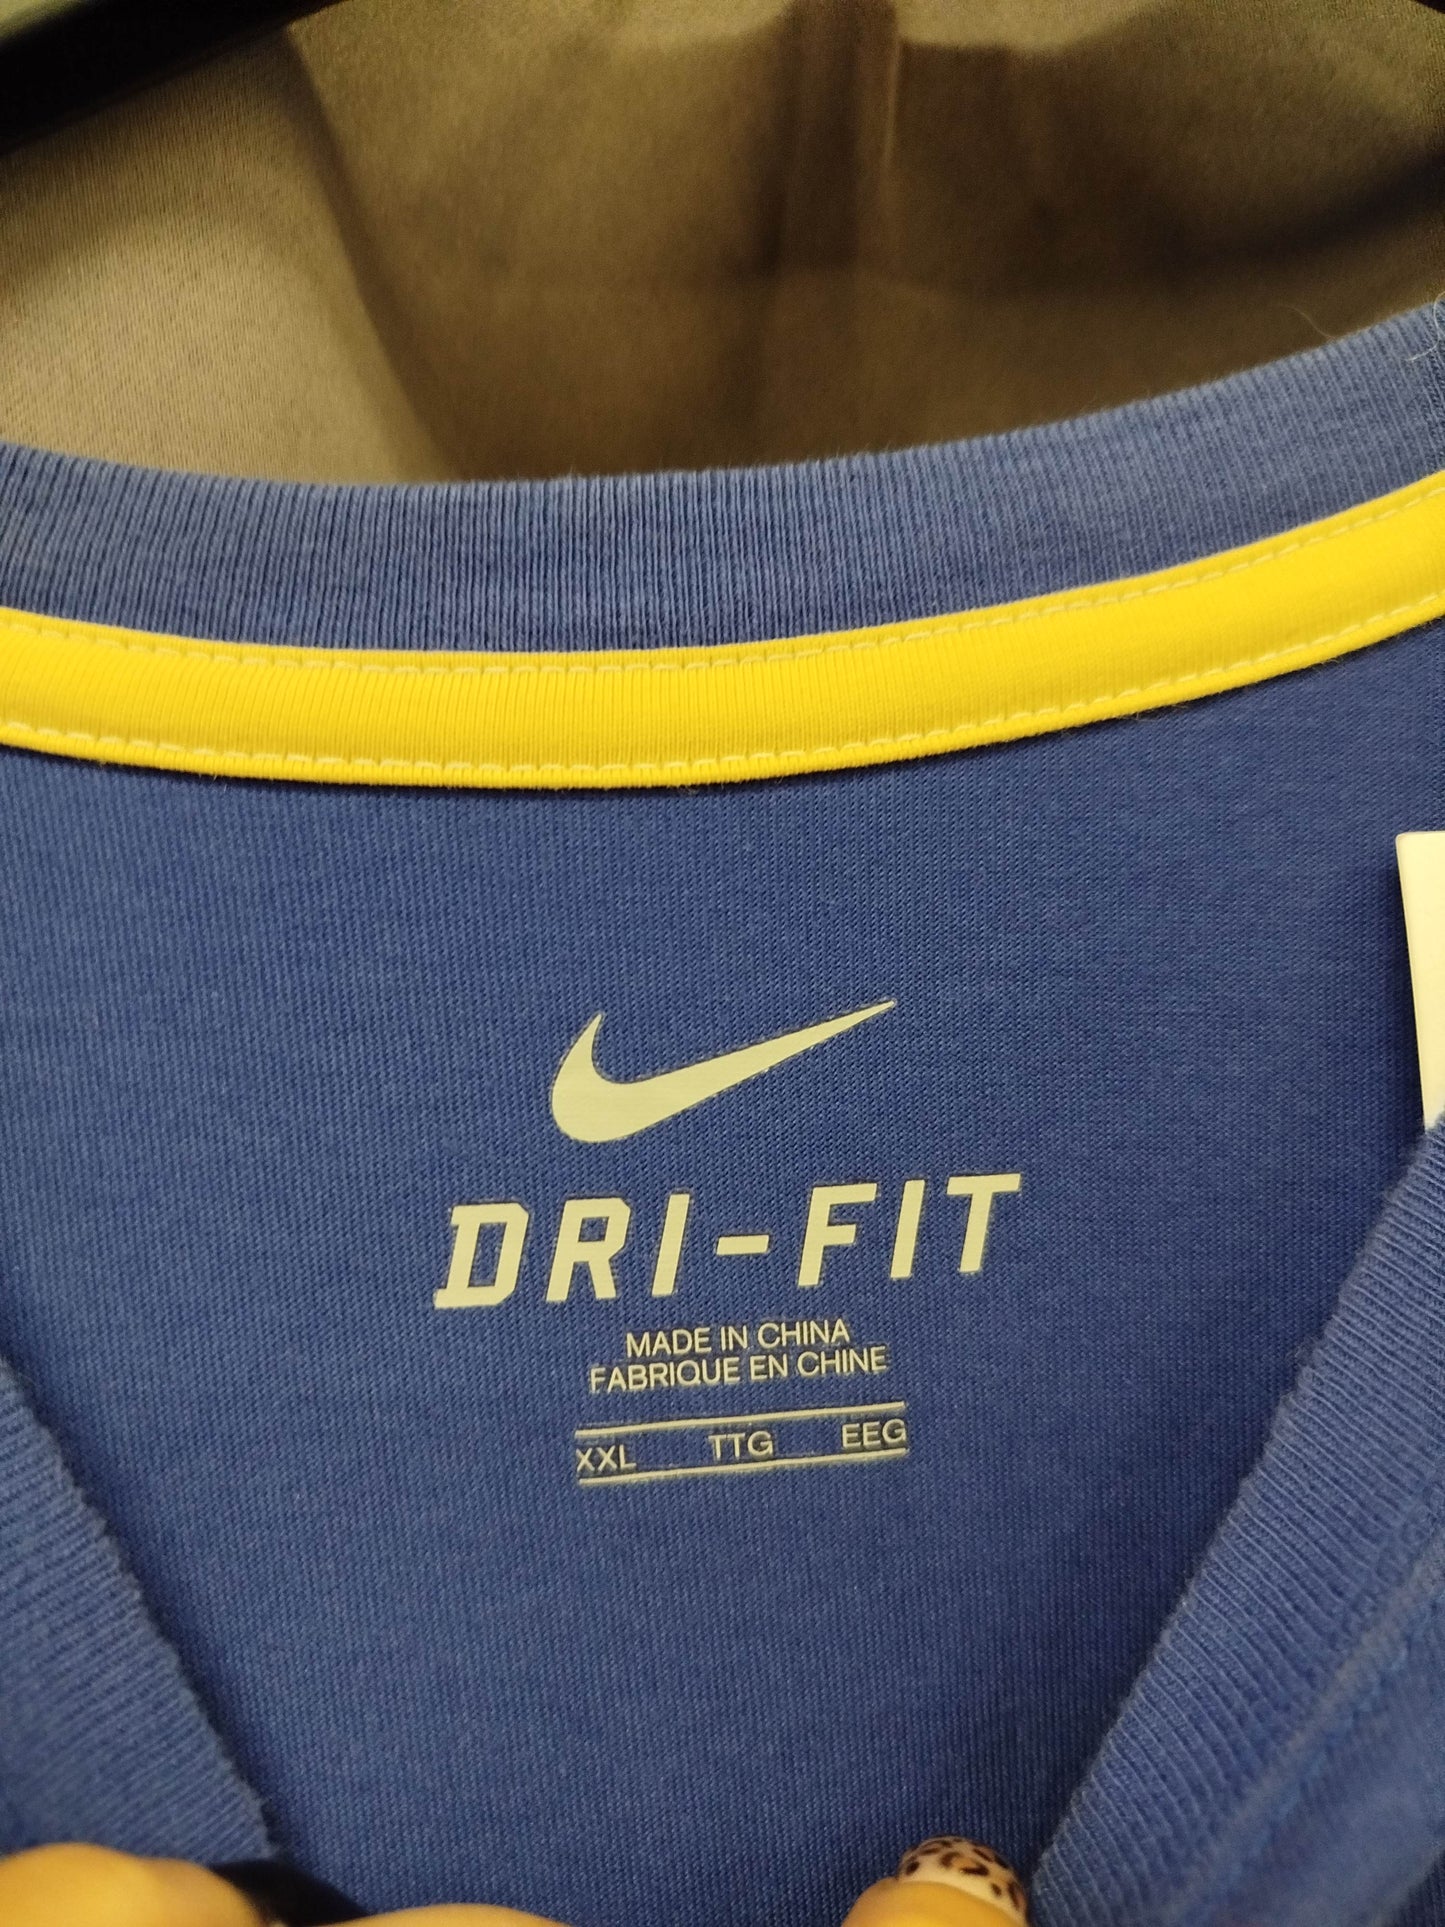 DRI-FIT
MADE IN CHINA
FABRIQUE EN CHINE
XXL TTG EEG